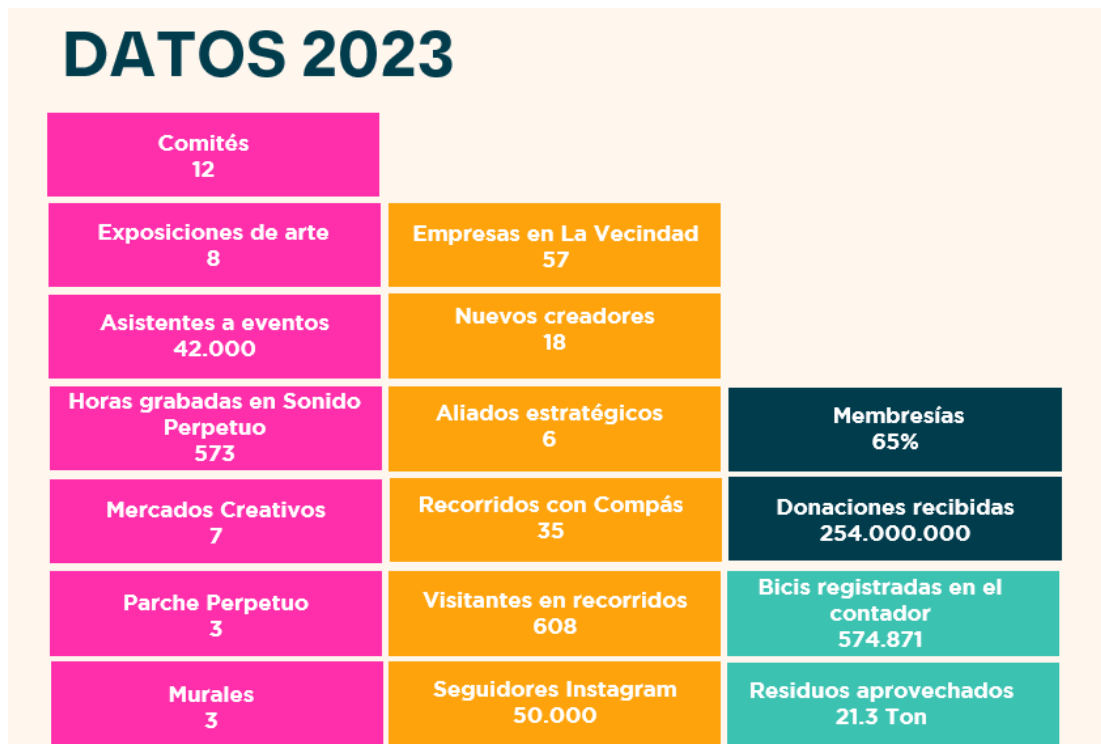 DATOS 2023
Comités
12
Exposiciones de arte
8
Asistentes a eventos
42.000
Horas grabadas en Sonido
Perpetuo
573
Mercados Creativos
7
Parche Perpetuo
3
Murales
3
Empresas en La Vecindad
57
Nuevos creadores
18
Aliados estratégicos
6
Recorridos con Compás
35
Visitantes en recorridos
608
Seguidores Instagram
50.000
Membresías
65%
Donaciones recibidas
254.000.000
Bicis registradas en el
contador
574.871
Residuos aprovechados
21.3 Ton